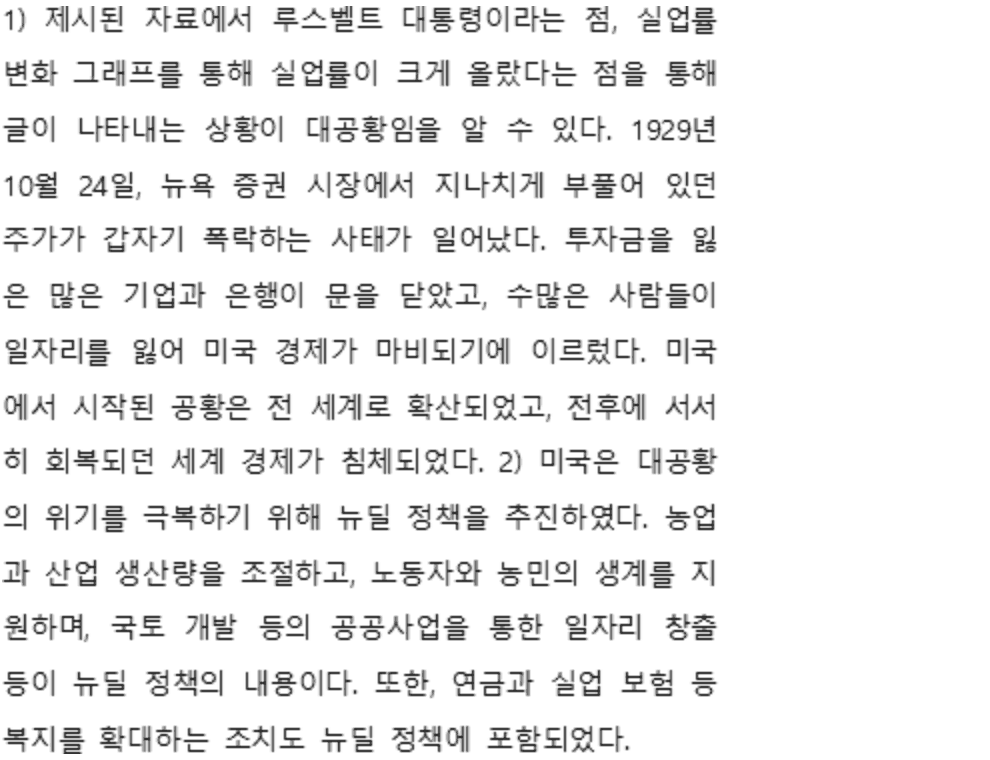 1) 제시된 자료에서 루스벨트 대통령이라는 점, 실업률
변화 그래프를 통해 실업률이 크게 올랐다는 점을 통해
글이 나타내는 상황이 대공황임을 알 수 있다. 1929년
10월 24일, 뉴욕 증권 시장에서 지나치게 부풀어 있던
주가가 갑자기 폭락하는 사태가 일어났다. 투자금을 잃
은 많은 기업과 은행이 문을 닫았고, 수많은 사람들이
일자리를 잃어 미국 경제가 마비되기에 이르렀다. 미국
에서 시작된 공황은 전 세계로 확산되었고, 전후에 서서
히 회복되던 세계 경제가 침체되었다. 2) 미국은 대공황
의 위기를 극복하기 위해 뉴딜 정책을 추진하였다. 농업
과 산업 생산량을 조절하고, 노동자와 농민의 생계를 지
원하며, 국토 개발 등의 공공사업을 통한 일자리 창출
등이 뉴딜 정책의 내용이다. 또한, 연금과 실업 보험 등
복지를 확대하는 조치도 뉴딜 정책에 포함되었다.